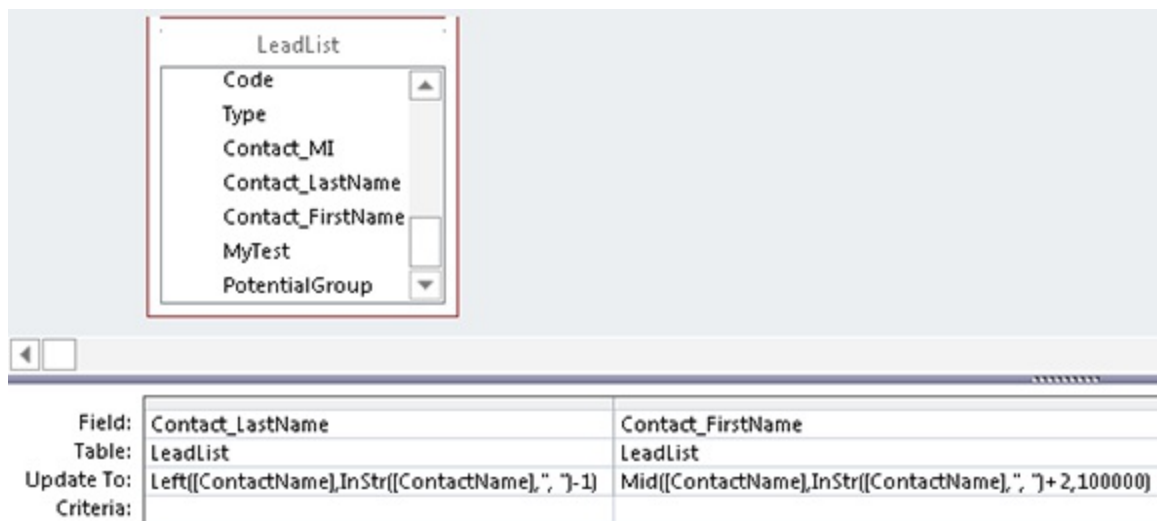 LeadList
Code
Type
Contact_MI
Contact_LastName
Contact_FirstName
MyTest
PotentialGroup
Field: Contact_LastName Contact_FirstName
Table: LeadList LeadList
Update To: Left([ContactName],InStr([ContactName],", ")-1) Mid([ContactName],InStr([ContactName],", ")+2,100000)
Criteria: